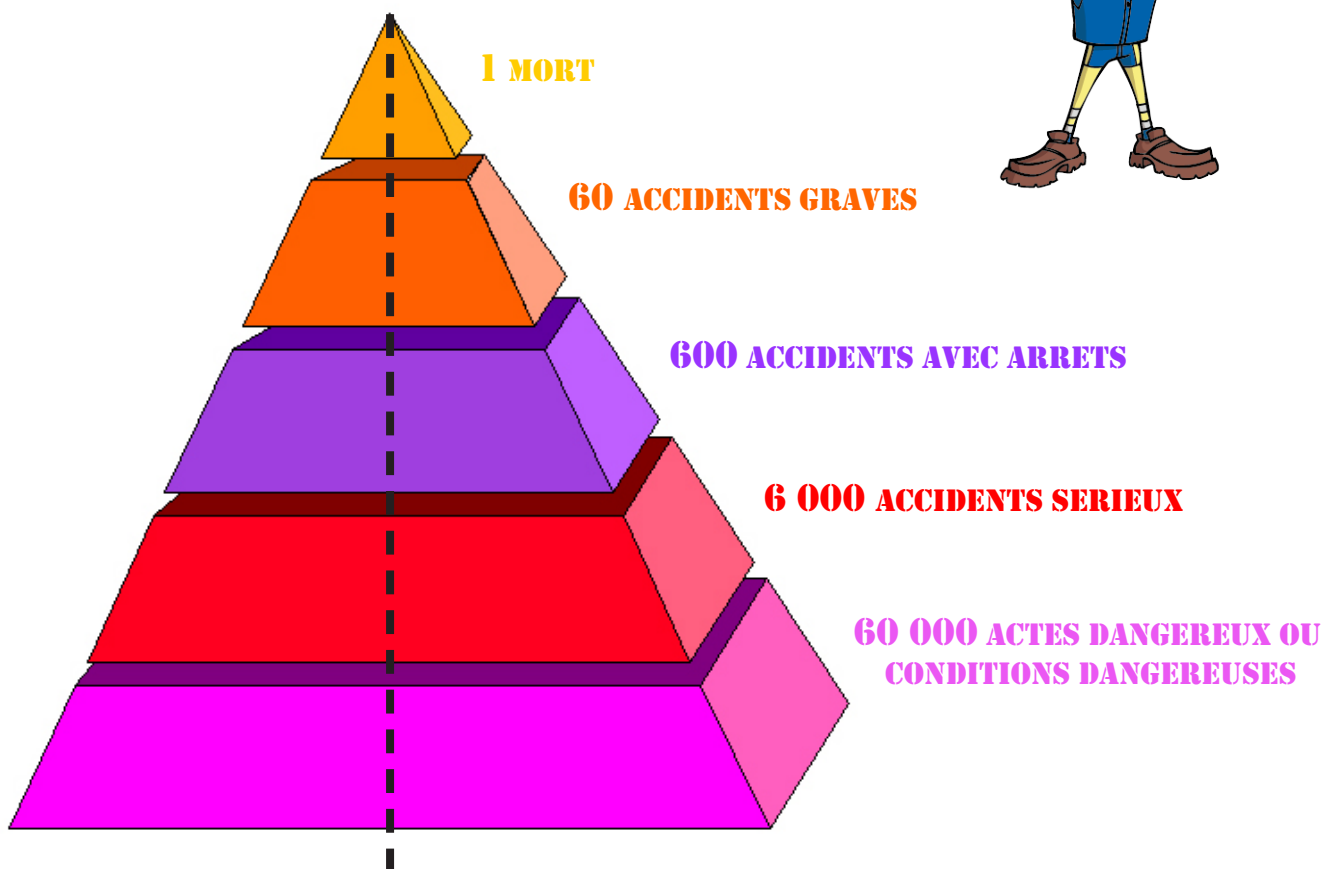 1 MORT
60 ACCIDENTS GRAVES
600 ACCIDENTS AVEC ARRETS
6 000 ACCIDENTS SERIEUX
60 000 ACTES DANGEREUX OU
CONDITIONS DANGEREUSES